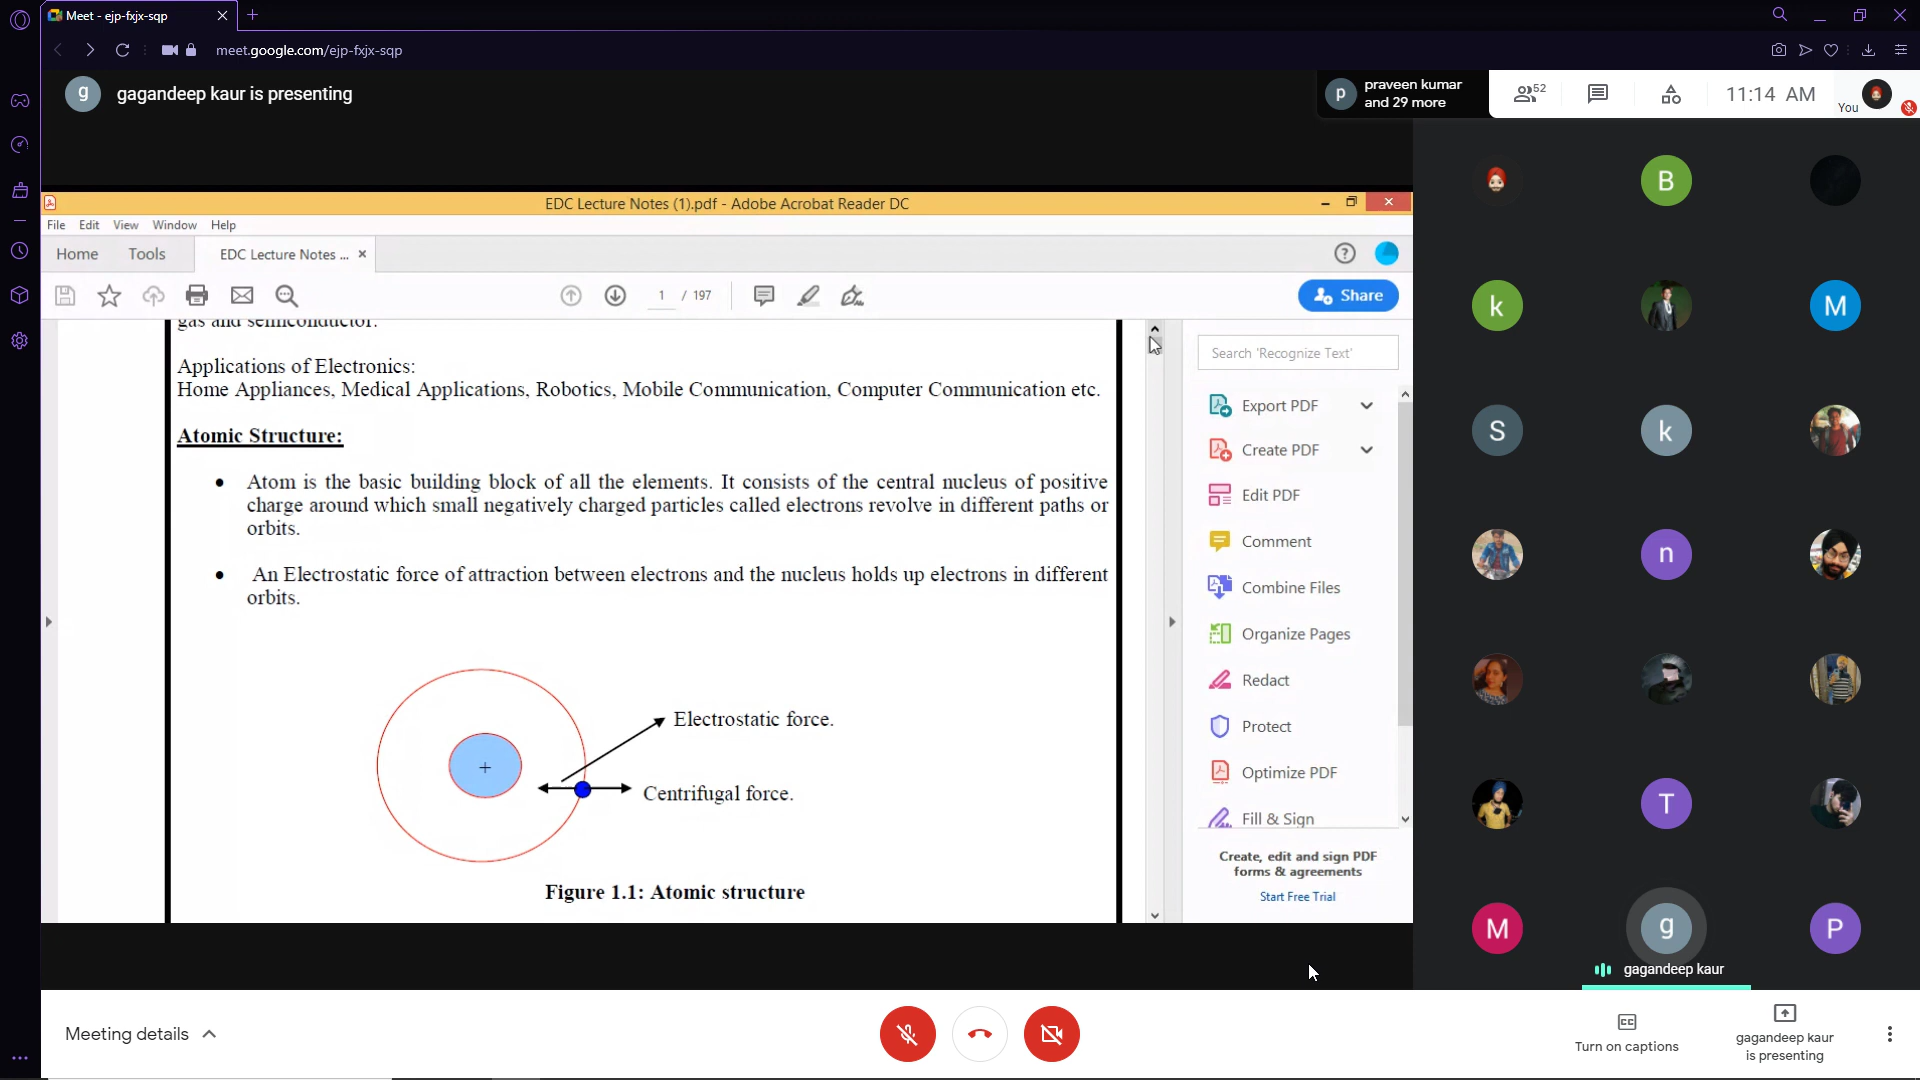 Meet - ejp-fxjx-sqp
meet.google.com/ejp-fxjx-sqp
g
gagandeep kaur is presenting
p
praveen kumar
and 29 more
52
11:14 AM
You
EDC Lecture Notes (1).pdf - Adobe Acrobat Reader DC
File Edit View Window Help
Home Tools EDC Lecture Notes ...
1 / 197
Share
gas and semiconductor.
Applications of Electronics:
Home Appliances, Medical Applications, Robotics, Mobile Communication, Computer Communication etc.
Atomic Structure:
Atom is the basic building block of all the elements. It consists of the central nucleus of positive
charge around which small negatively charged particles called electrons revolve in different paths or
orbits.
An Electrostatic force of attraction between electrons and the nucleus holds up electrons in different
orbits.
Electrostatic force.
+
Centrifugal force.
Figure 1.1: Atomic structure
Search 'Recognize Text'
Export PDF
Create PDF
Edit PDF
Comment
Combine Files
Organize Pages
Redact
Protect
Optimize PDF
Fill & Sign
Create, edit and sign PDF
forms & agreements
Start Free Trial
B
k
M
S
k
n
T
M
g
P
gagandeep kaur
Meeting details
CC
Turn on captions
gagandeep kaur
is presenting